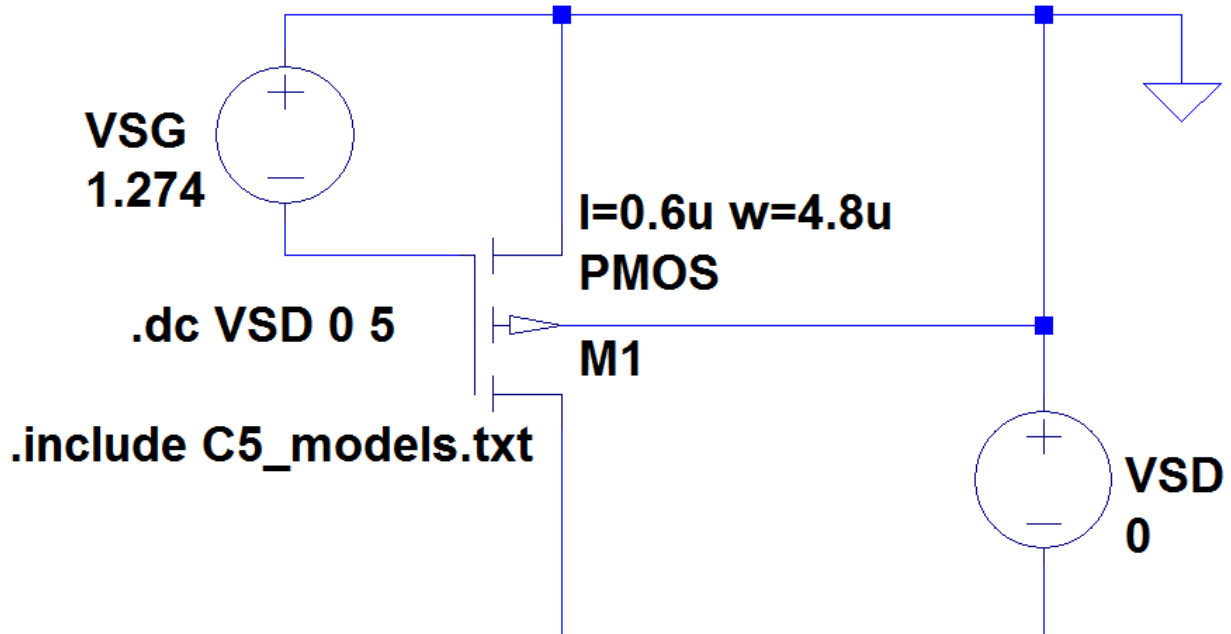 VSG
1.274
l=0.6u w=4.8u
PMOS
.dc VSD 0 5
M1
.include C5_models.txt
VSD
0